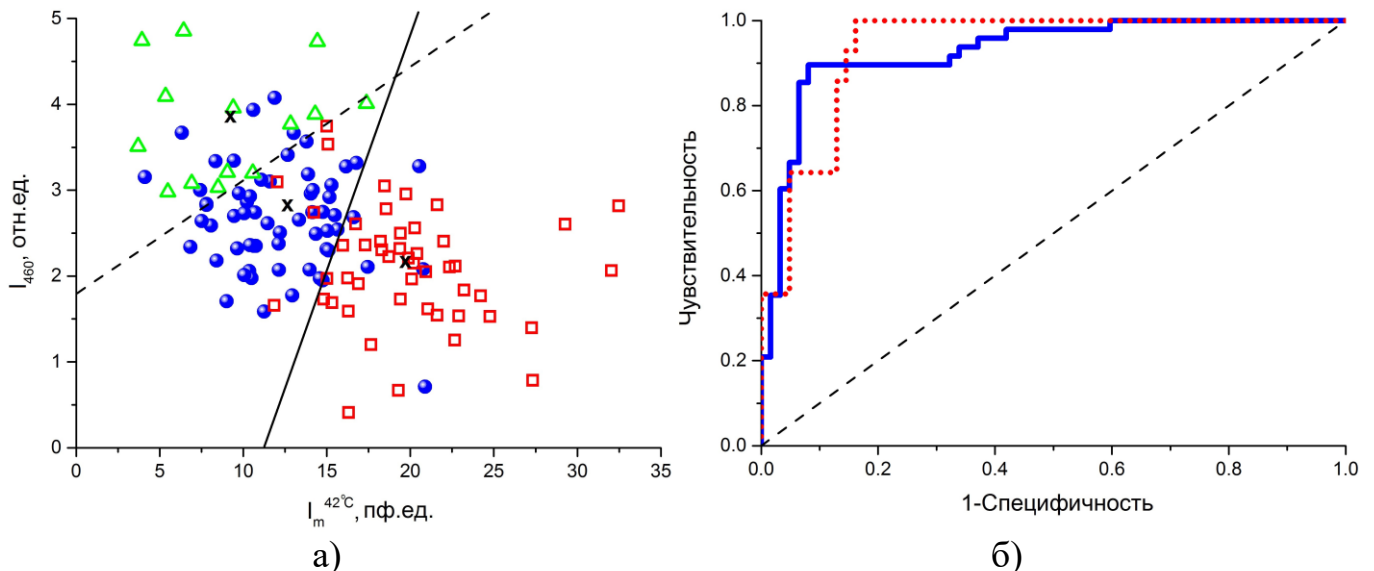 5
4
3
2
1
0
I₄₆₀, отн.ед.
x
x
x
0 5 10 15 20 25 30 35
Iₘ⁴²℃, пф.ед.
а)
1.0
0.8
0.6
0.4
0.2
0.0
Чувствительность
0.0 0.2 0.4 0.6 0.8 1.0
1-Специфичность
б)